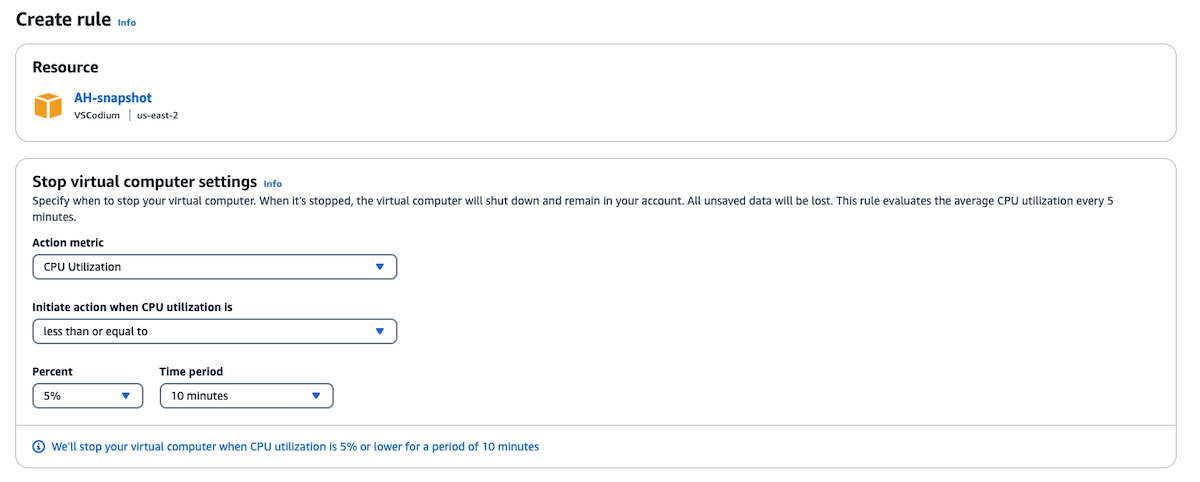 Create rule Info
Resource
AH-snapshot
VSCodium | us-east-2
Stop virtual computer settings Info
Specify when to stop your virtual computer. When it's stopped, the virtual computer will shut down and remain in your account. All unsaved data will be lost. This rule evaluates the average CPU utilization every 5
minutes.
Action metric
CPU Utilization
Initiate action when CPU utilization is
less than or equal to
Percent Time period
5% 10 minutes
We'll stop your virtual computer when CPU utilization is 5% or lower for a period of 10 minutes